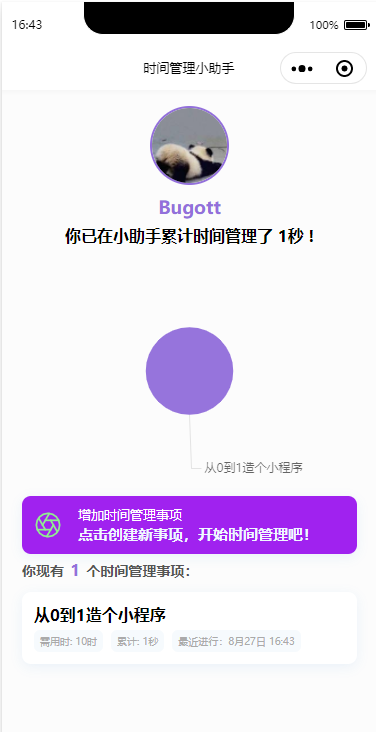 16:43
100%
时间管理小助手
Bugott
你已在小助手累计时间管理了 1秒！
从0到1造个小程序
增加时间管理事项
点击创建新事项，开始时间管理吧！
你现有 1 个时间管理事项：
从0到1造个小程序
需用时: 10时 累计: 1秒 最近进行： 8月27日 16:43